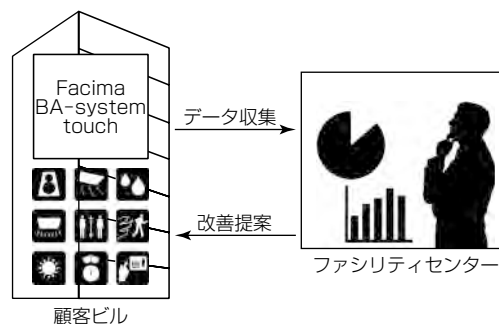 Facima
BA-system
touch
データ収集
改善提案
顧客ビル
ファシリティセンター